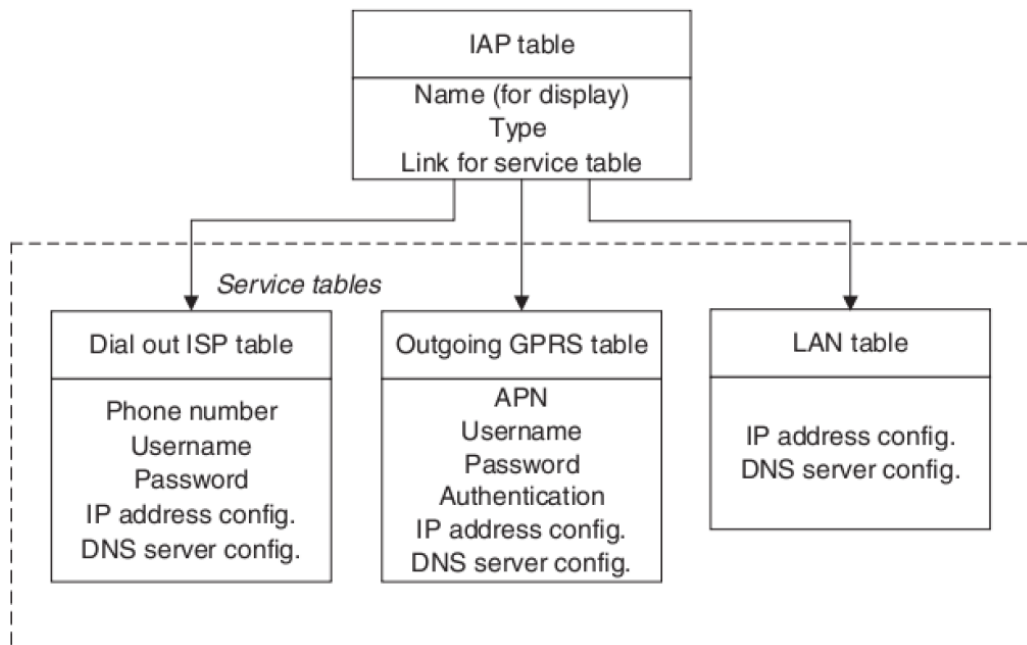 IAP table
Name (for display)
Type
Link for service table
Service tables
Dial out ISP table
Phone number
Username
Password
IP address config.
DNS server config.
Outgoing GPRS table
APN
Username
Password
Authentication
IP address config.
DNS server config.
LAN table
IP address config.
DNS server config.